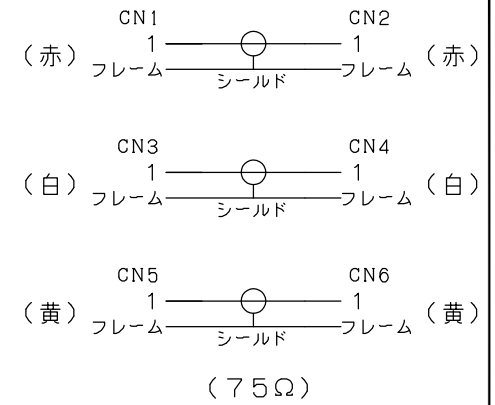 CN1 CN2
(赤) 1 1 (赤)
フレーム フレーム
シールド
CN3 CN4
(白) 1 1 (白)
フレーム フレーム
シールド
CN5 CN6
(黄) 1 1 (黄)
フレーム フレーム
シールド
(75Ω)